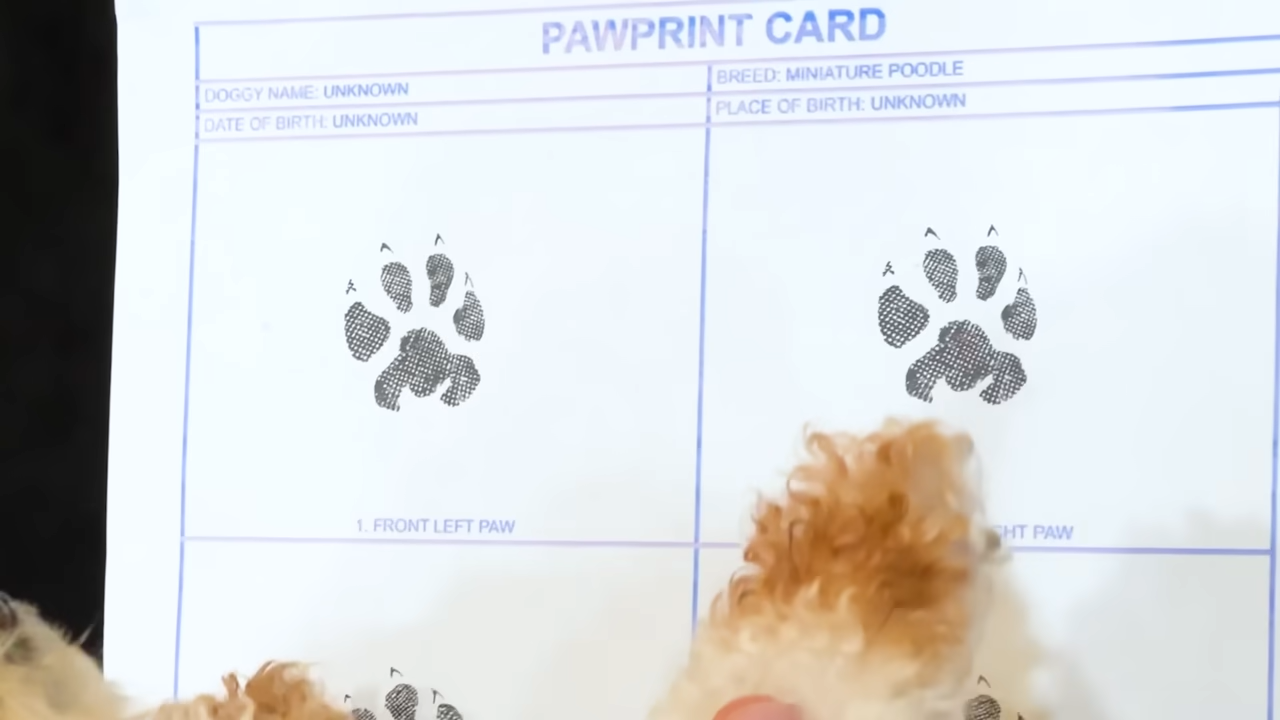 PAWPRINT CARD
DOGGY NAME: UNKNOWN
BREED: MINIATURE POODLE
DATE OF BIRTH: UNKNOWN
PLACE OF BIRTH: UNKNOWN
1. FRONT LEFT PAW
PAW